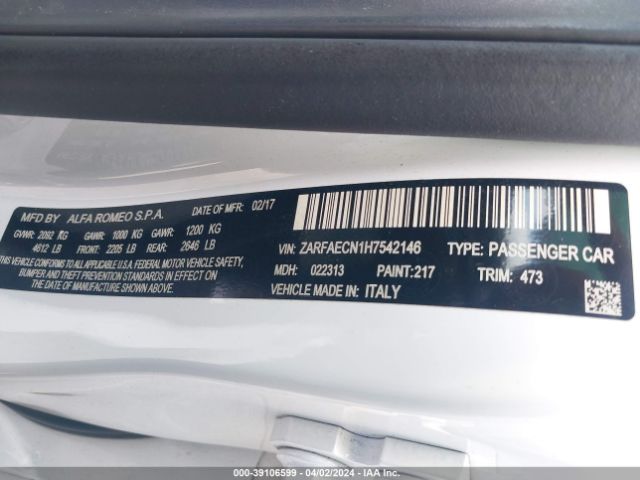 MFD BY ALFA ROMEO S.P.A. DATE OF MFR: 02/17
GVWR: 2092 KG GAWR: 1000 KG GAWR: 1200 KG
4612 LB FRONT: 2205 LB REAR: 2646 LB
THIS VEHICLE CONFORMS TO ALL APPLICABLE U.S.A. FEDERAL MOTOR VEHICLE SAFETY,
BUMPER AND THEFT PREVENTION STANDARDS IN EFFECT ON
THE DATE OF MANUFACTURE SHOWN ABOVE.
VIN: ZARFAECN1H7542146 TYPE: PASSENGER CAR
MDH: 022313 PAINT: 217 TRIM: 473
VEHICLE MADE IN: ITALY
000-39106599 - 04/02/2024 - IAA Inc.